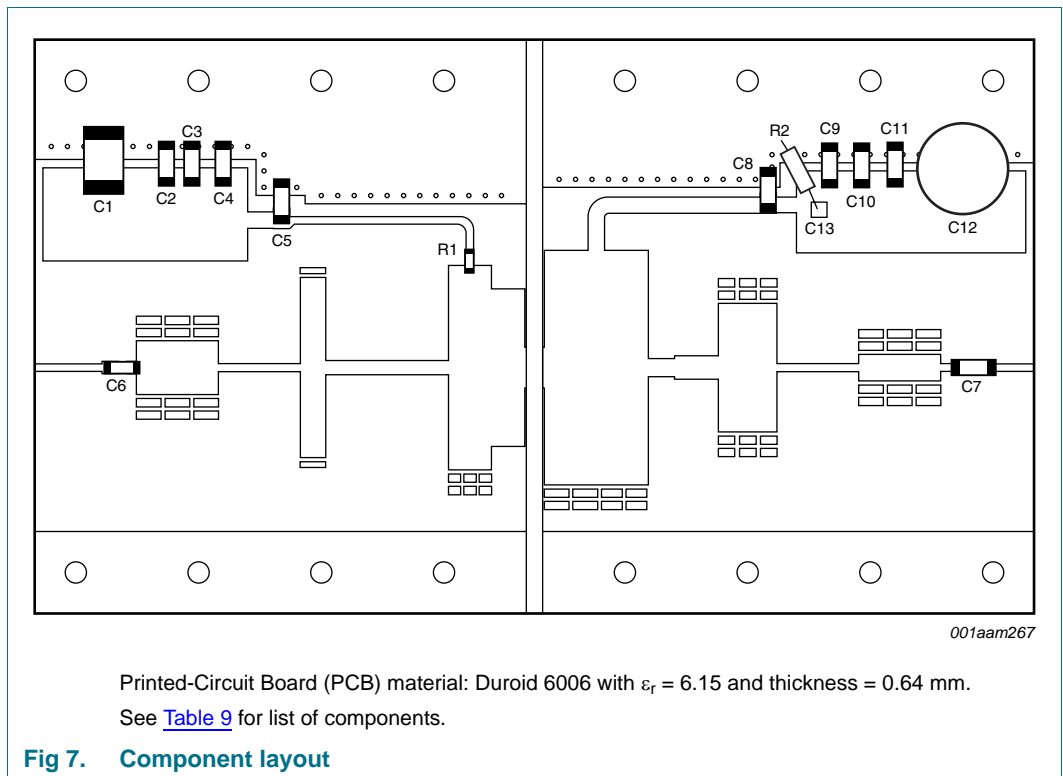 R2 C9 C11
C3
C8
C1 C2 C4
C10
C13 C12
C5
R1
C6
C7
001aam267
Printed-Circuit Board (PCB) material: Duroid 6006 with εr = 6.15 and thickness = 0.64 mm.
See Table 9 for list of components.
Fig 7. Component layout